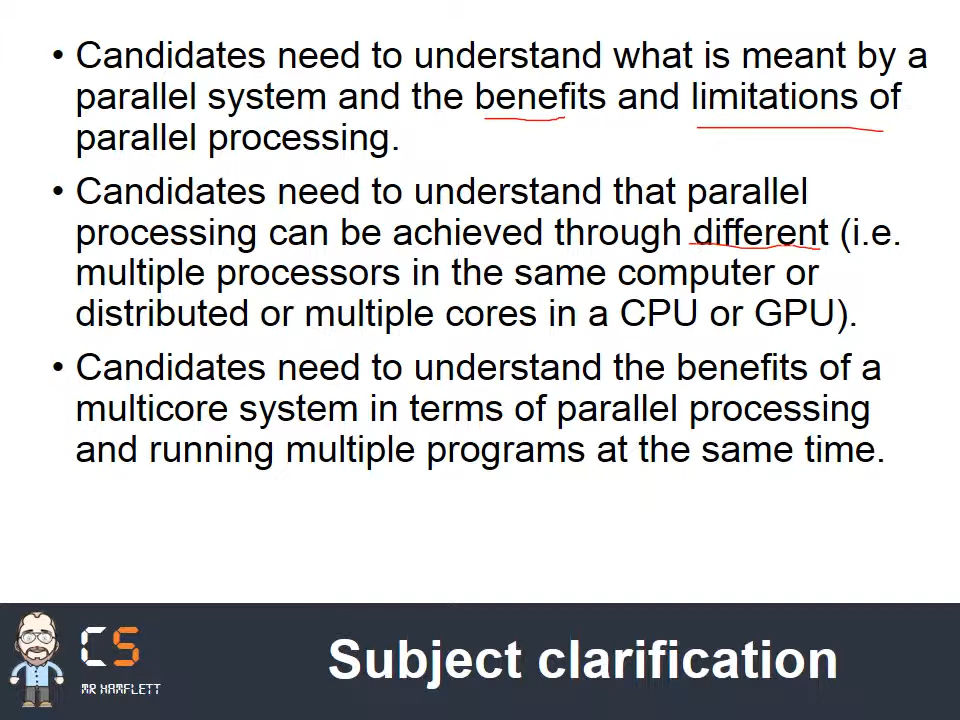 • Candidates need to understand what is meant by a
parallel system and the benefits and limitations of
parallel processing.
• Candidates need to understand that parallel
processing can be achieved through different (i.e.
multiple processors in the same computer or
distributed or multiple cores in a CPU or GPU).
• Candidates need to understand the benefits of a
multicore system in terms of parallel processing
and running multiple programs at the same time.
CS
MR HAMFLETT
Subject clarification